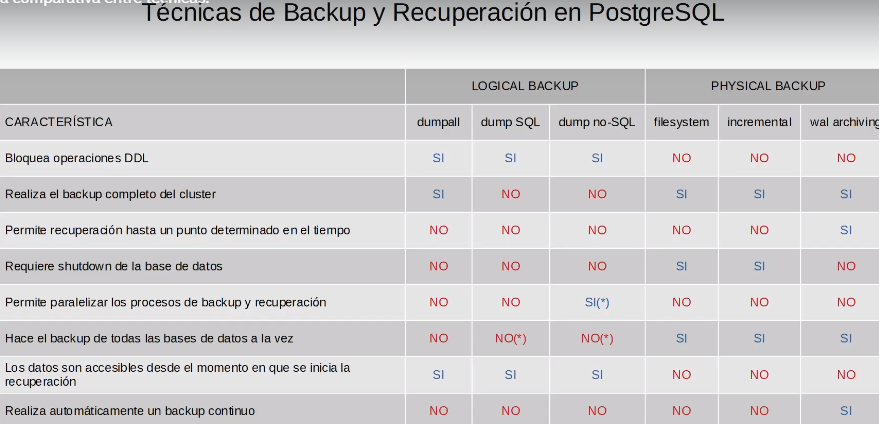 a comparativa entre técnicas.
Técnicas de Backup y Recuperación en PostgreSQL
LOGICAL BACKUP PHYSICAL BACKUP
CARACTERÍSTICA dumpall dump SQL dump no-SQL filesystem incremental wal archiving
Bloquea operaciones DDL SI SI SI NO NO NO
Realiza el backup completo del cluster SI NO NO SI SI SI
Permite recuperación hasta un punto determinado en el tiempo NO NO NO NO NO SI
Requiere shutdown de la base de datos NO NO NO SI SI NO
Permite paralelizar los procesos de backup y recuperación NO NO SI(*) NO NO NO
Hace el backup de todas las bases de datos a la vez NO NO(*) NO(*) SI SI SI
Los datos son accesibles desde el momento en que se inicia la
recuperación SI SI SI NO NO NO
Realiza automáticamente un backup continuo NO NO NO NO NO SI